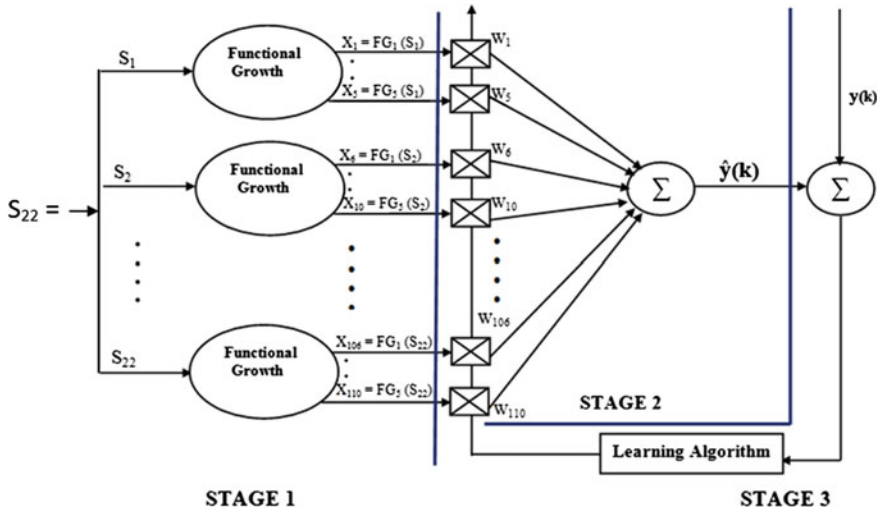 S₁
Functional
Growth
X₁ = FG₁ (S₁)
X₅ = FG₅ (S₁)
W₁
W₅
y(k)
S₂
Functional
Growth
X₆ = FG₁ (S₂)
X₁₀ = FG₅ (S₂)
W₆
W₁₀
Σ
ŷ(k)
Σ
S₂₂ =
S₂₂
Functional
Growth
X₁₀₆ = FG₁ (S₂₂)
X₁₁₀ = FG₅ (S₂₂)
W₁₀₆
W₁₁₀
STAGE 2
Learning Algorithm
STAGE 1
STAGE 3